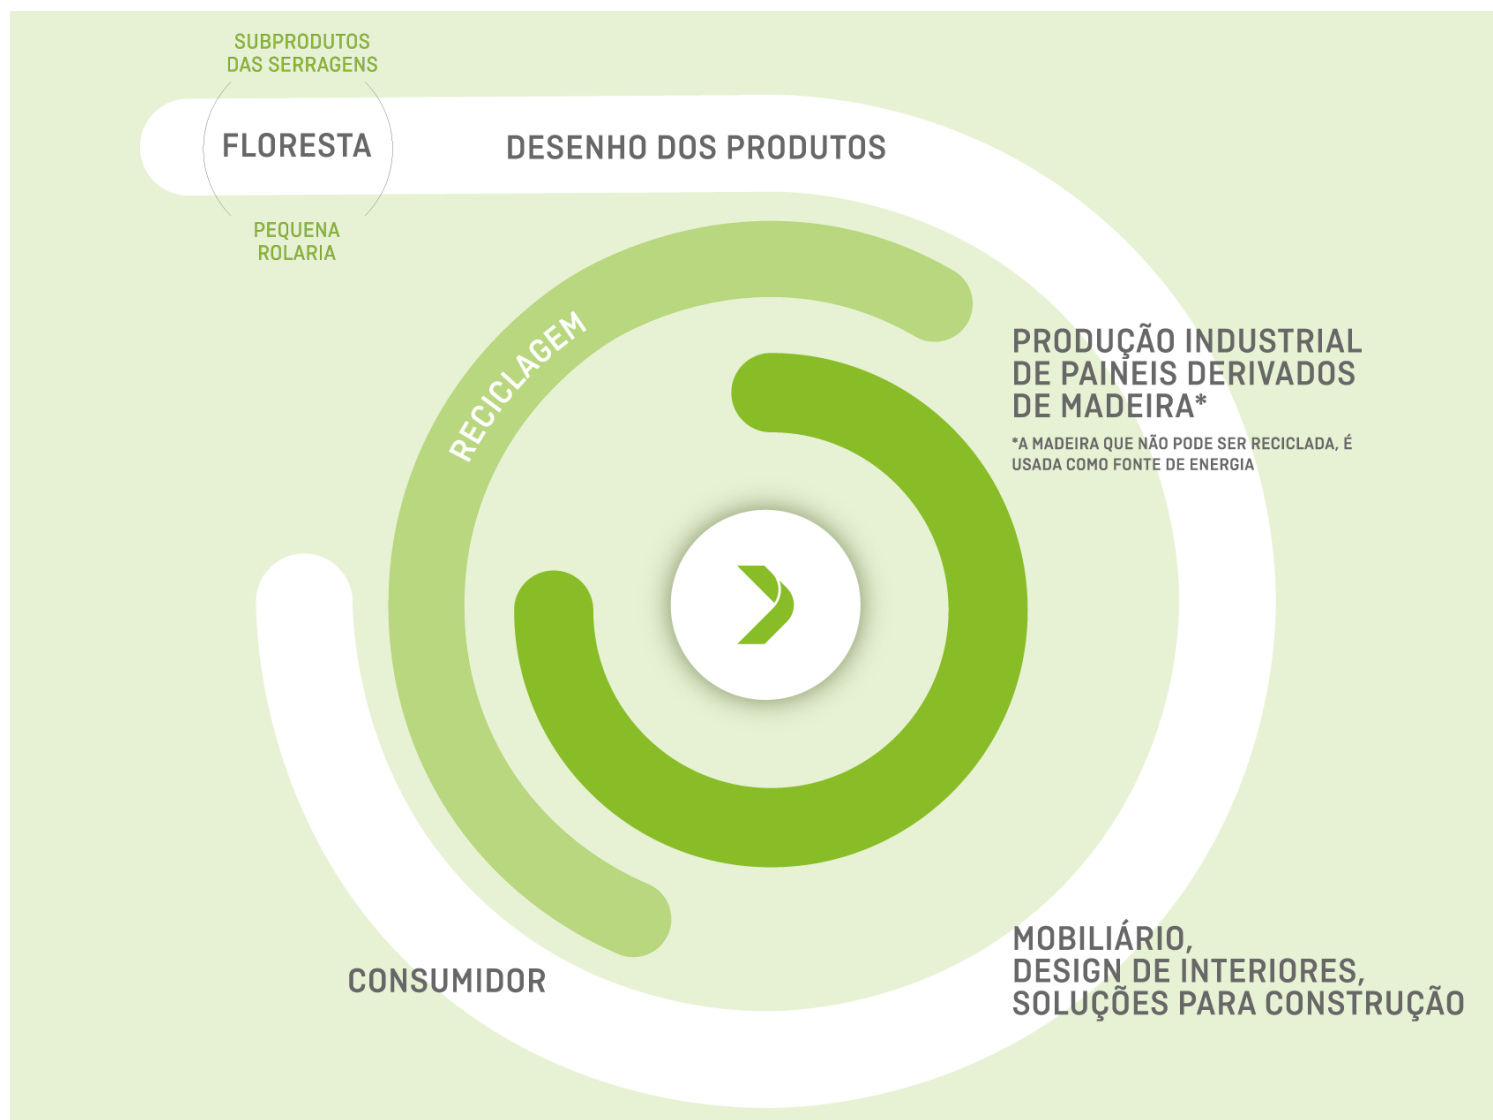 SUBPRODUTOS
DAS SERRAGENS
FLORESTA
PEQUENA
ROLARIA
DESENHO DOS PRODUTOS
RECICLAGEM
PRODUÇÃO INDUSTRIAL
DE PAINEIS DERIVADOS
DE MADEIRA*
*A MADEIRA QUE NÃO PODE SER RECICLADA, É
USADA COMO FONTE DE ENERGIA
MOBILIÁRIO,
DESIGN DE INTERIORES,
SOLUÇÕES PARA CONSTRUÇÃO
CONSUMIDOR